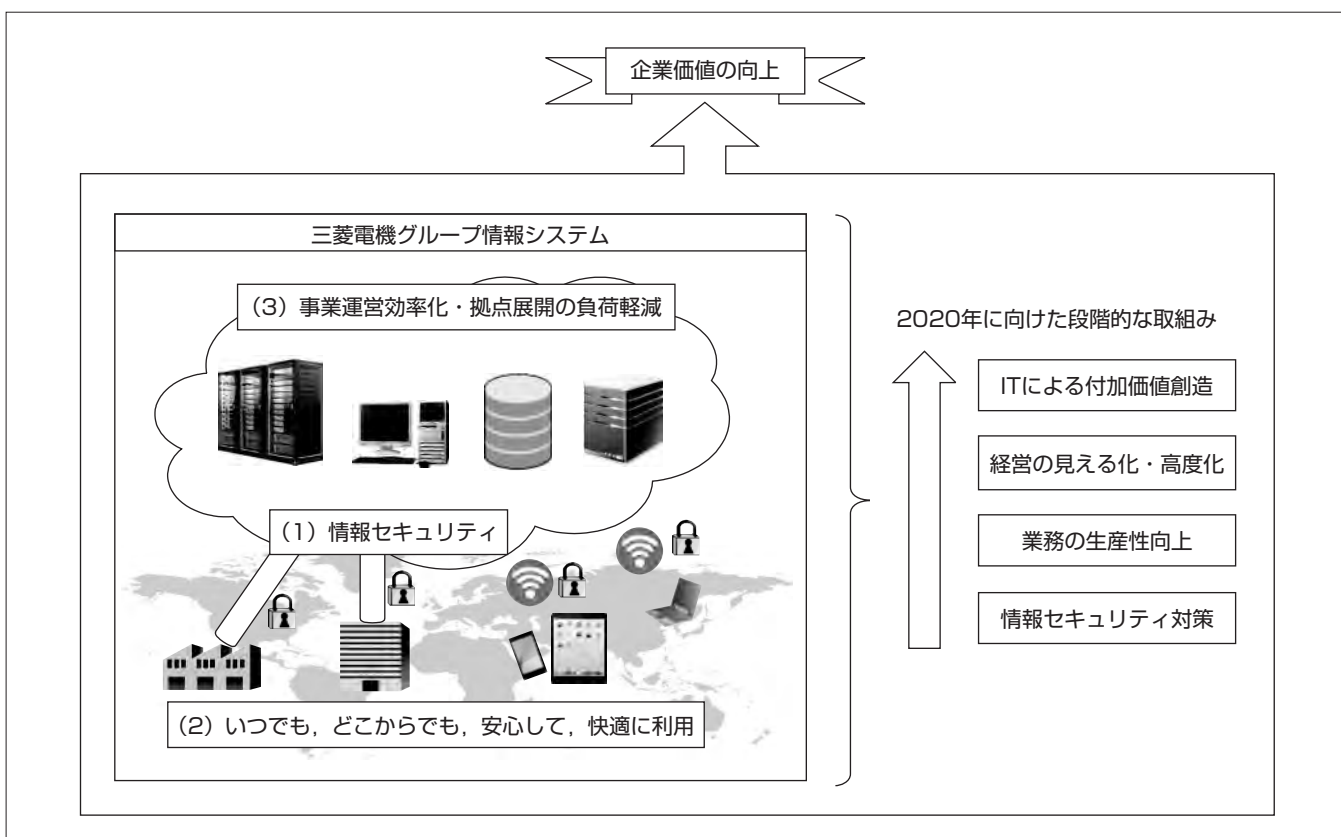 企業価値の向上
三菱電機グループ情報システム
（3）事業運営効率化・拠点展開の負荷軽減
（1）情報セキュリティ
（2）いつでも，どこからでも，安心して，快適に利用
2020年に向けた段階的な取組み
ITによる付加価値創造
経営の見える化・高度化
業務の生産性向上
情報セキュリティ対策